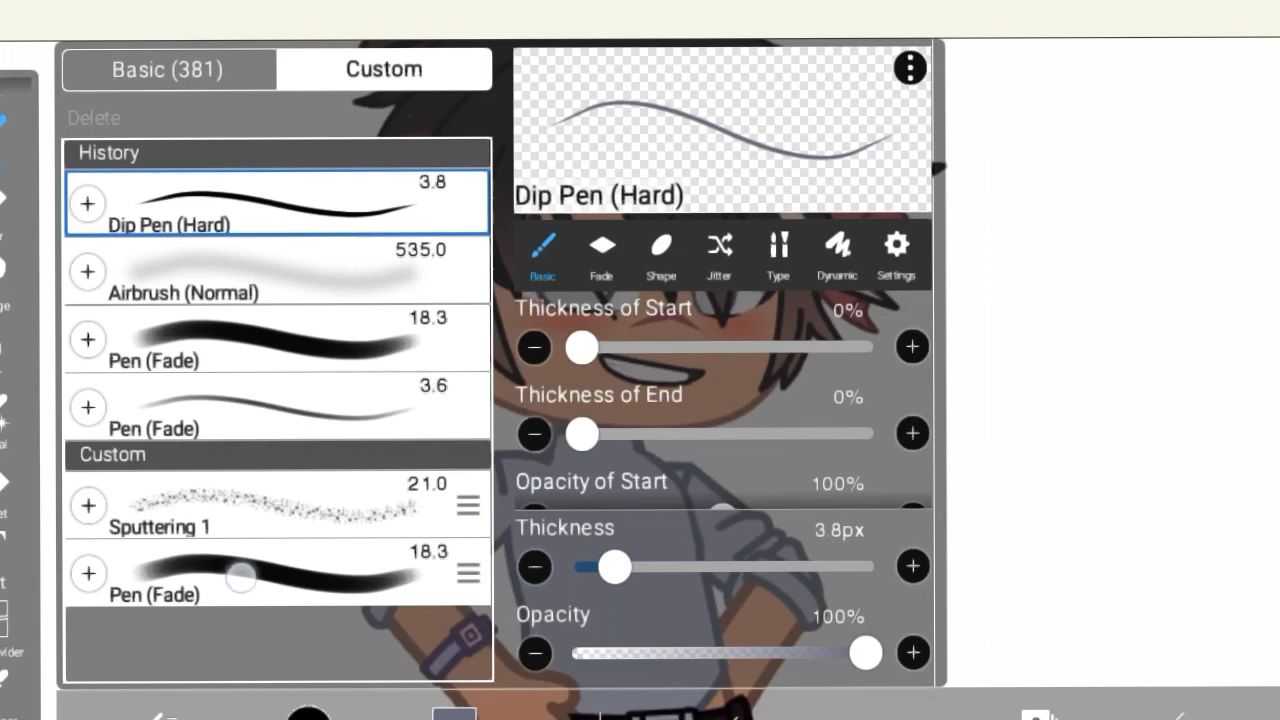 Basic (381)
Custom
Delete
History
3.8
Dip Pen (Hard)
535.0
Airbrush (Normal)
18.3
Pen (Fade)
3.6
Pen (Fade)
Custom
21.0
Sputtering 1
18.3
Pen (Fade)
Dip Pen (Hard)
Basic Fade Shape Jitter Type Dynamic Settings
Thickness of Start 0%
Thickness of End 0%
Opacity of Start 100%
Thickness 3.8px
Opacity 100%